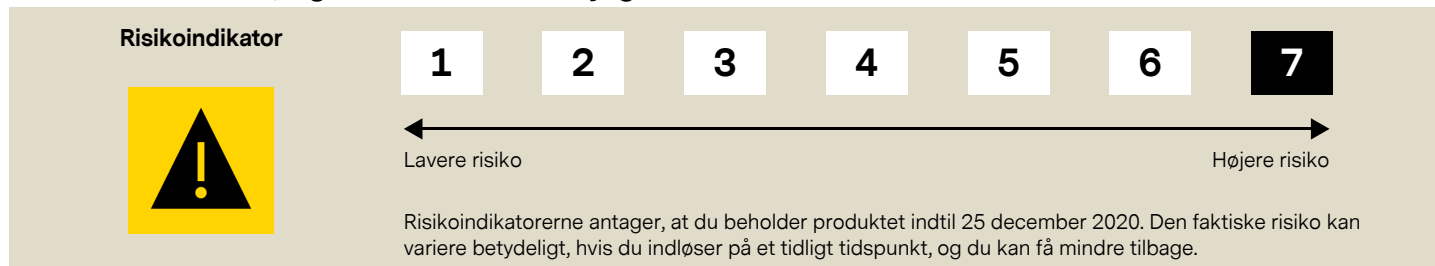 Risikoindikator
1 2 3 4 5 6 7
Lavere risiko Højere risiko
Risikoindikatorerne antager, at du beholder produktet indtil 25 december 2020. Den faktiske risiko kan
variere betydeligt, hvis du indløser på et tidligt tidspunkt, og du kan få mindre tilbage.